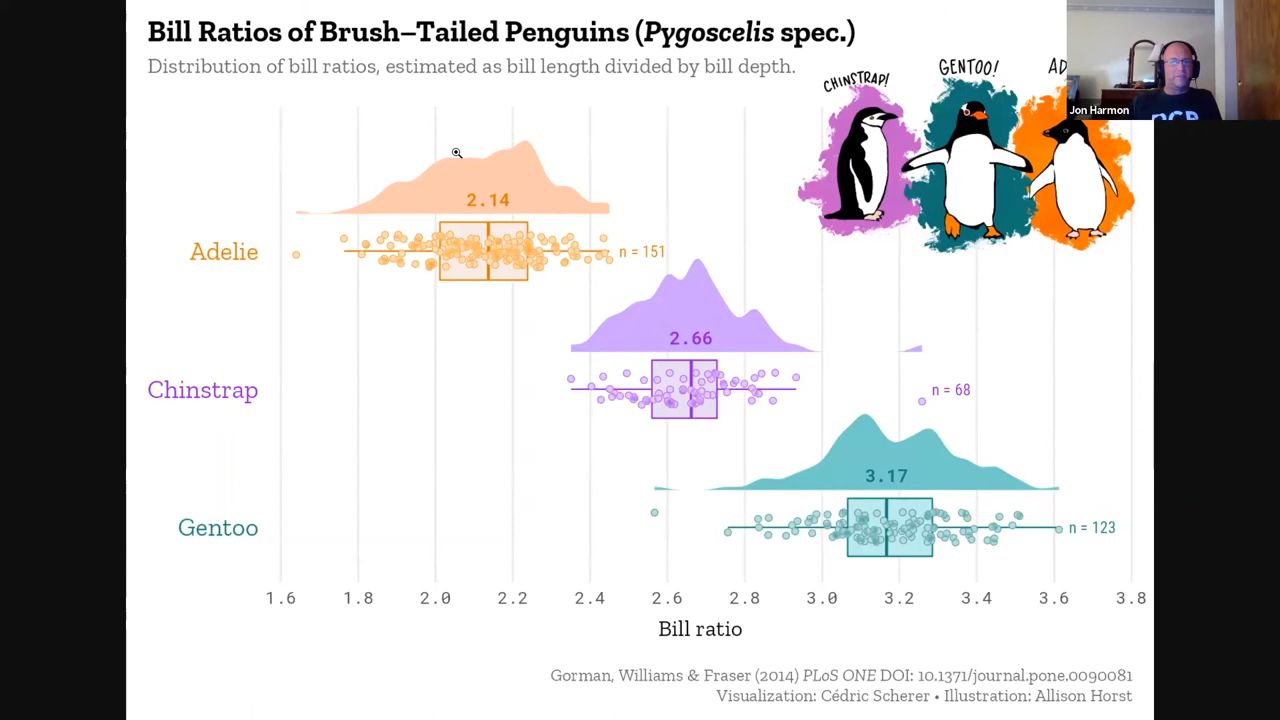 Bill Ratios of Brush–Tailed Penguins (Pygoscelis spec.)
Distribution of bill ratios, estimated as bill length divided by bill depth.
CHINSTRAP!
GENTOO!
Jon Harmon
2.14
Adelie
n = 151
2.66
Chinstrap
n = 68
3.17
Gentoo
n = 123
1.6 1.8 2.0 2.2 2.4 2.6 2.8 3.0 3.2 3.4 3.6 3.8
Bill ratio
Gorman, Williams & Fraser (2014) PLoS ONE DOI: 10.1371/journal.pone.0090081
Visualization: Cédric Scherer • Illustration: Allison Horst